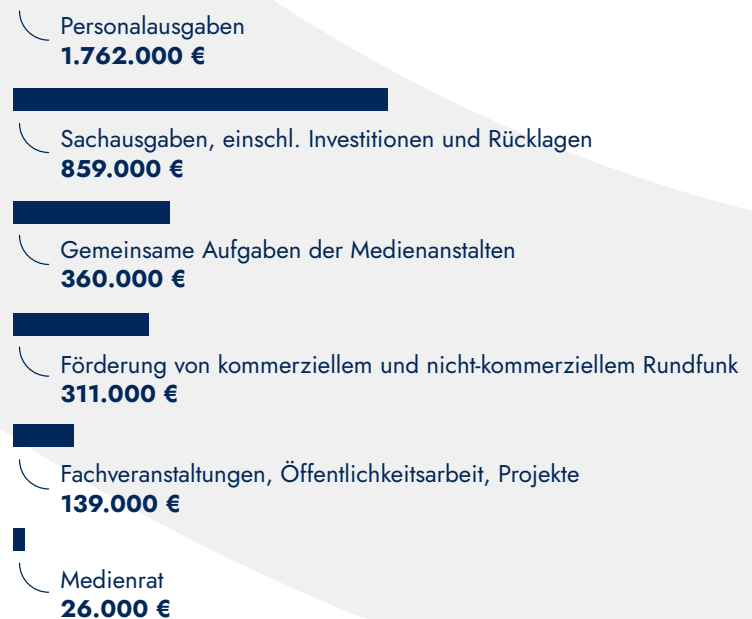 Personalausgaben
1.762.000 €
Sachausgaben, einschl. Investitionen und Rücklagen
859.000 €
Gemeinsame Aufgaben der Medienanstalten
360.000 €
Förderung von kommerziellem und nicht-kommerziellem Rundfunk
311.000 €
Fachveranstaltungen, Öffentlichkeitsarbeit, Projekte
139.000 €
Medienrat
26.000 €